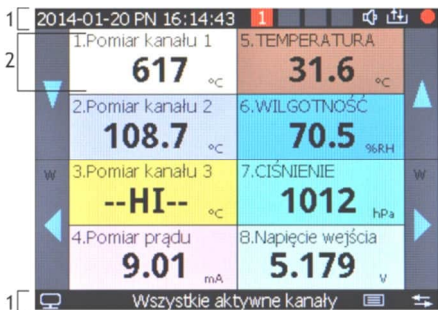 1 2014-01-20 PN 16:14:43 1
2
1.Pomiar kanału 1
617 °C
5.TEMPERATURA
31.6 °C
2.Pomiar kanału 2
108.7 °C
6.WILGOTNOŚĆ
70.5 %RH
W
W
3.Pomiar kanału 3
--HI-- °C
7.CIŚNIENIE
1012 hPa
4.Pomiar prądu
9.01 mA
8.Napięcie wejścia
5.179 V
1 Wszystkie aktywne kanały